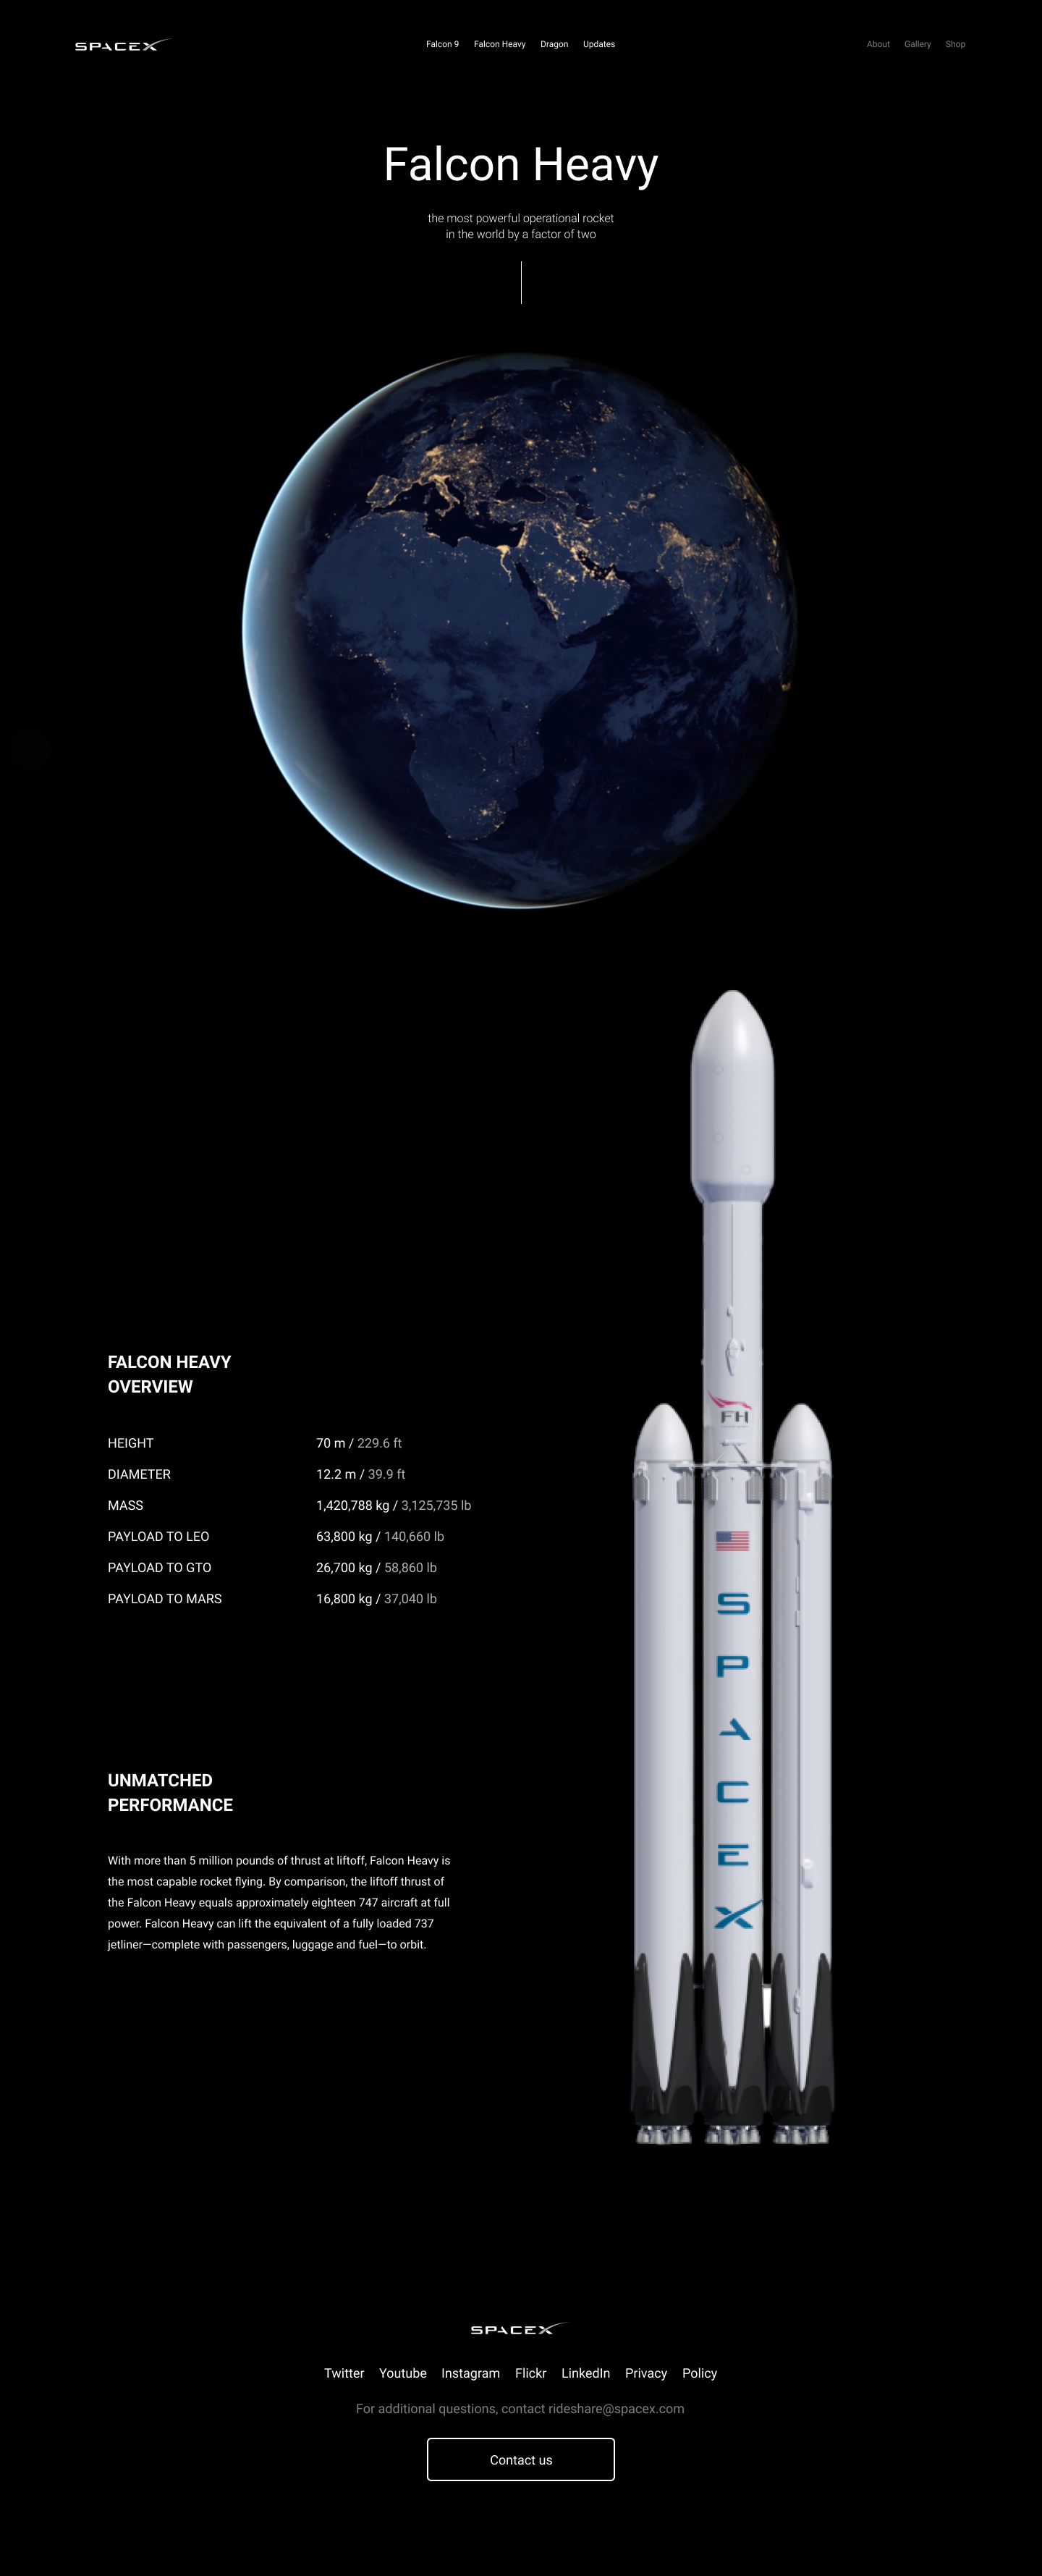 SPACEX
Falcon 9 Falcon Heavy Dragon Updates
About Gallery Shop
Falcon Heavy
the most powerful operational rocket
in the world by a factor of two
FH
FALCON HEAVY
OVERVIEW
HEIGHT 70 m / 229.6 ft
DIAMETER 12.2 m / 39.9 ft
MASS 1,420,788 kg / 3,125,735 lb
PAYLOAD TO LEO 63,800 kg / 140,660 lb
PAYLOAD TO GTO 26,700 kg / 58,860 lb
PAYLOAD TO MARS 16,800 kg / 37,040 lb
SPACEX
UNMATCHED
PERFORMANCE
With more than 5 million pounds of thrust at liftoff, Falcon Heavy is
the most capable rocket flying. By comparison, the liftoff thrust of
the Falcon Heavy equals approximately eighteen 747 aircraft at full
power. Falcon Heavy can lift the equivalent of a fully loaded 737
jetliner—complete with passengers, luggage and fuel—to orbit.
SPACEX
Twitter Youtube Instagram Flickr LinkedIn Privacy Policy
For additional questions, contact rideshare@spacex.com
Contact us